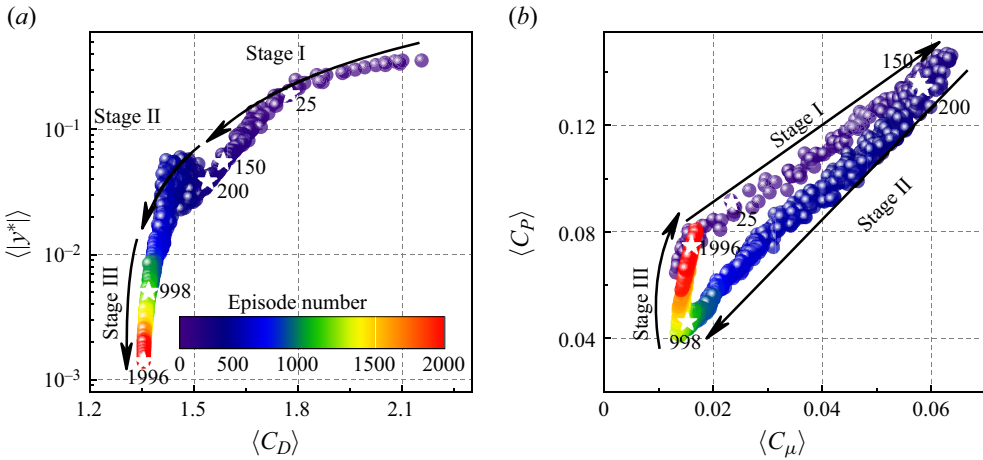 (a)
Stage I
Stage II
25
10⁻¹
150
200
⟨|y*|⟩
10⁻²
Stage III
998
Episode number
0 500 1000 1500 2000
1996
10⁻³
1.2 1.5 1.8 2.1
⟨C_D⟩
(b)
150
200
0.12
Stage I
25
Stage II
⟨C_P⟩
0.08
1996
Stage III
998
0.04
0 0.02 0.04 0.06
⟨C_μ⟩